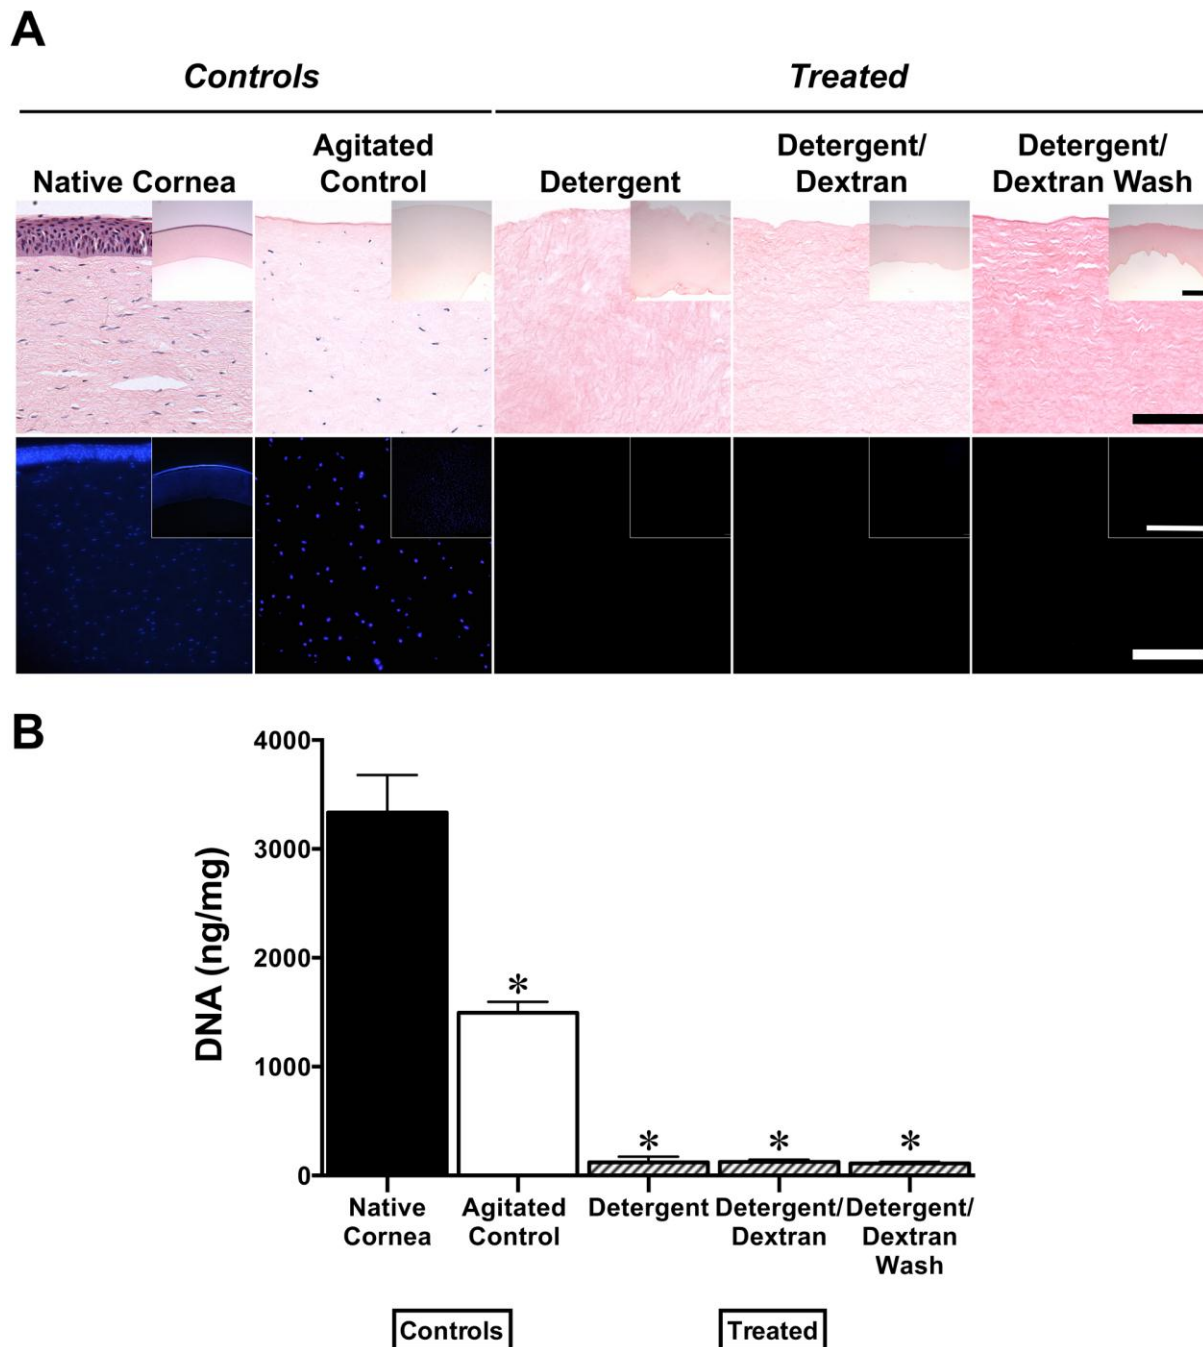 A
Controls
Treated
Native Cornea
Agitated
Control
Detergent
Detergent/
Dextran
Detergent/
Dextran Wash
B
DNA (ng/mg)
4000
3000
2000
1000
0
*
*
*
*
Native
Cornea
Agitated
Control
Detergent
Detergent/
Dextran
Detergent/
Dextran
Wash
Controls
Treated